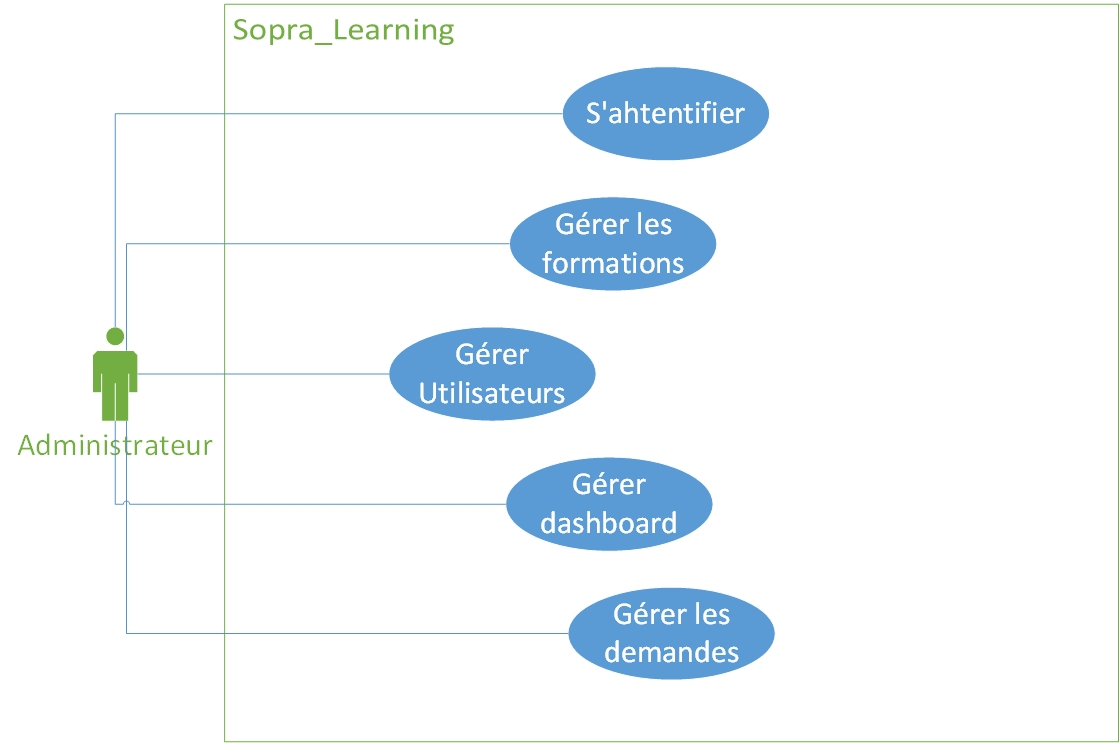 Sopra_Learning
S'ahtentifier
Gérer les
formations
Gérer
Utilisateurs
Administrateur
Gérer
dashboard
Gérer les
demandes